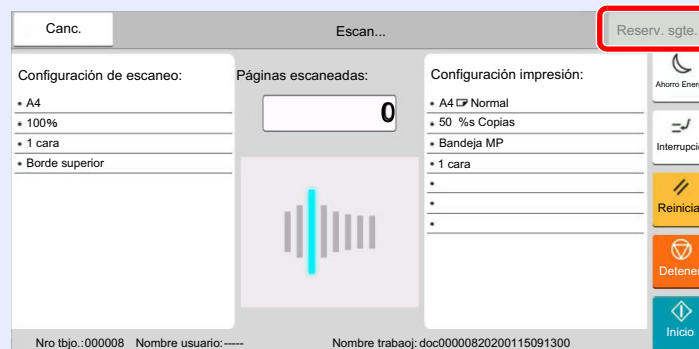 Canc.
Escan...
Reserv. sgte.
Configuración de escaneo:
• A4
• 100%
• 1 cara
• Borde superior
Páginas escaneadas:
0
Configuración impresión:
• A4 Normal
• 50 %s Copias
• Bandeja MP
• 1 cara
•
•
•
Ahorro Ener
Interrupció
Reinicia
Detener
Inicio
Nro tbjo.:000008 Nombre usuario:----- Nombre trabaoj: doc00000820200115091300